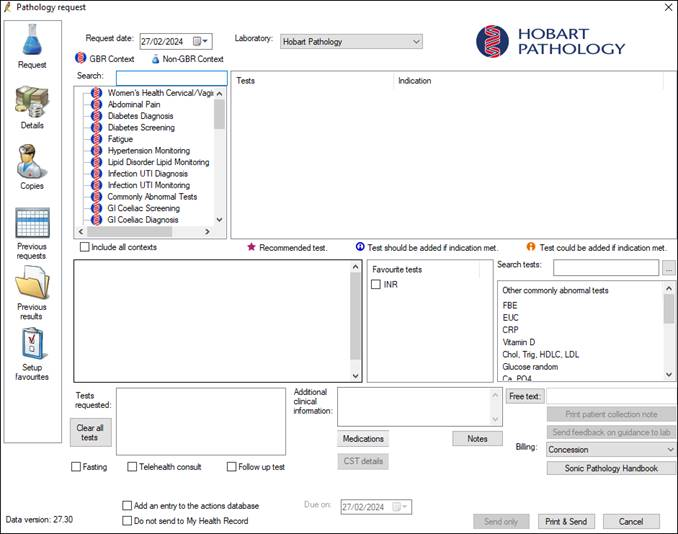 Pathology request
Request date: 27/02/2024 Laboratory: Hobart Pathology
HOBART
PATHOLOGY
GBR Context Non-GBR Context
Search:
Tests Indication
Women's Health Cervical/Vagi
Abdominal Pain
Diabetes Diagnosis
Diabetes Screening
Fatigue
Hypertension Monitoring
Lipid Disorder Lipid Monitoring
Infection UTI Diagnosis
Infection UTI Monitoring
Commonly Abnormal Tests
GI Coeliac Screening
GI Coeliac Diagnosis
Include all contexts Recommended test. Test should be added if indication met. Test could be added if indication met.
Request
Details
Copies
Previous
requests
Previous
results
Setup
favourites
Favourite tests
INR
Search tests: ...
Other commonly abnormal tests
FBE
EUC
CRP
Vitamin D
Chol, Trig, HDLC, LDL
Glucose random
Ca, PO4
Tests
requested:
Clear all
tests
Additional
clinical
information:
Free text:
Print patient collection note
Send feedback on guidance to lab
Medications Notes
CST details
Billing: Concession
Sonic Pathology Handbook
Fasting Telehealth consult Follow up test
Add an entry to the actions database Due on: 27/02/2024
Do not send to My Health Record
Data version: 27.30
Send only Print & Send Cancel